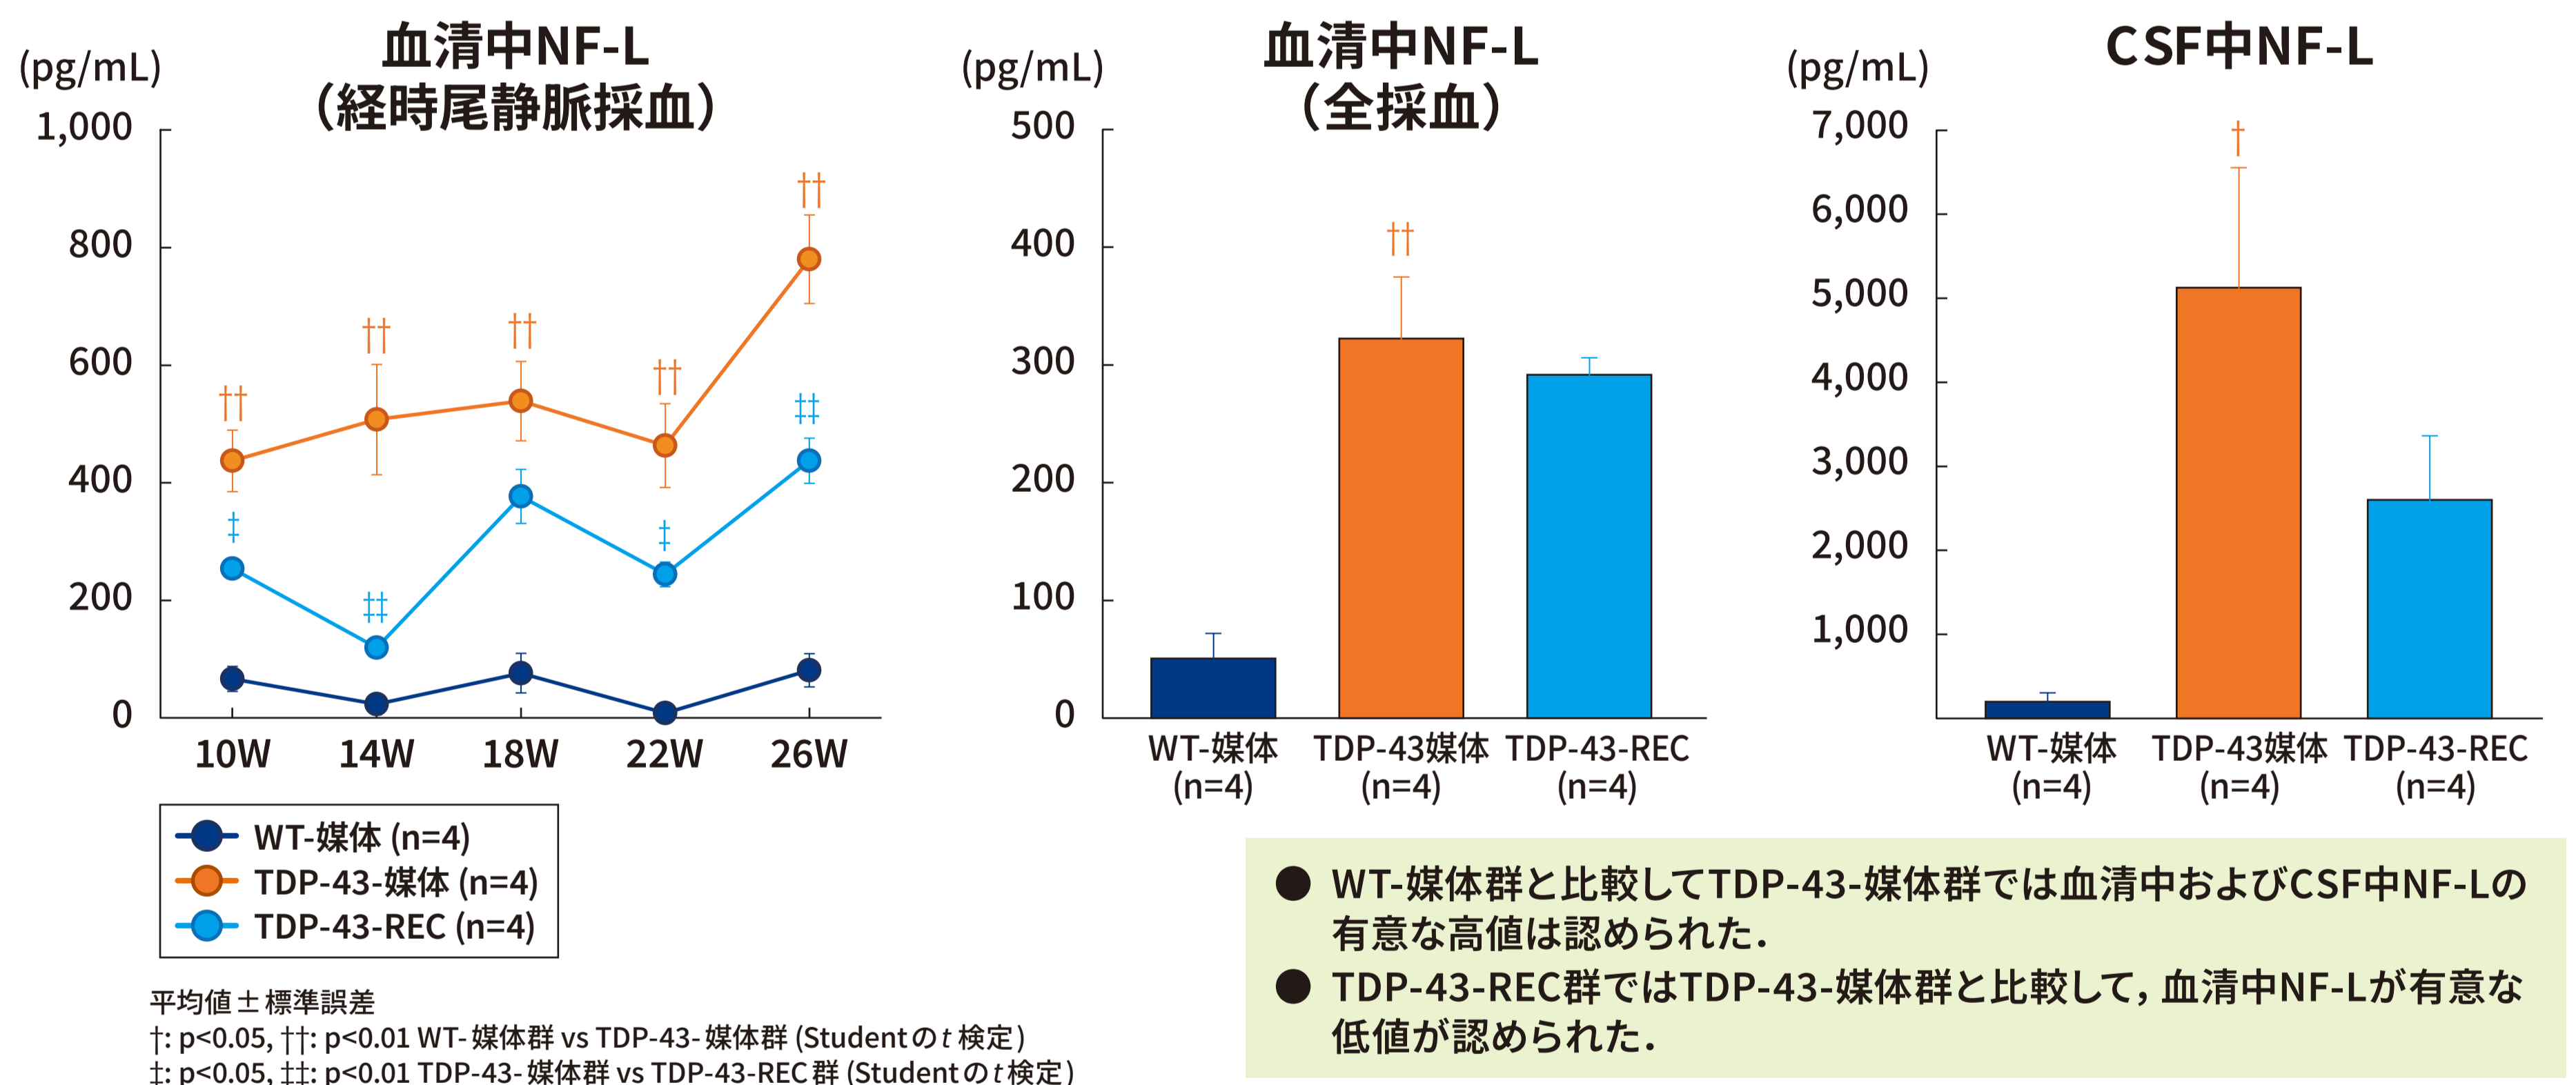 血清中NF-L
（経時尾静脈採血）
(pg/mL)
1,000
800
600
400
200
0
††
††
††
††
††
‡
‡‡
‡
‡‡
10W 14W 18W 22W 26W
WT-媒体 (n=4)
TDP-43-媒体 (n=4)
TDP-43-REC (n=4)
平均値 ± 標準誤差
†: p<0.05, ††: p<0.01 WT-媒体群 vs TDP-43-媒体群 (Studentのt 検定)
‡: p<0.05, ‡‡: p<0.01 TDP-43-媒体群 vs TDP-43-REC群 (Studentのt検定)
血清中NF-L
（全採血）
(pg/mL)
500
400
300
200
100
0
††
WT-媒体 TDP-43媒体 TDP-43-REC
(n=4) (n=4) (n=4)
CSF中NF-L
(pg/mL)
7,000
6,000
5,000
4,000
3,000
2,000
1,000
†
WT-媒体 TDP-43媒体 TDP-43-REC
(n=4) (n=4) (n=4)
● WT-媒体群と比較してTDP-43-媒体群では血清中およびCSF中NF-Lの
有意な高値は認められた．
● TDP-43-REC群ではTDP-43-媒体群と比較して，血清中NF-Lが有意な
低値が認められた．